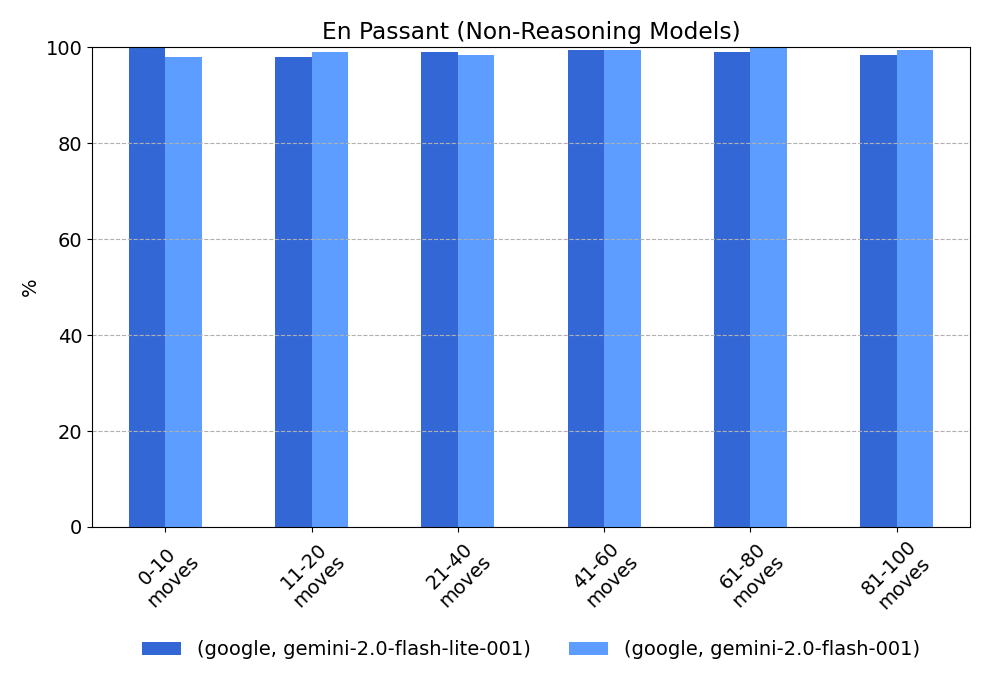 En Passant (Non-Reasoning Models)
100
80
60
40
20
0
%
0-10
moves
11-20
moves
21-40
moves
41-60
moves
61-80
moves
81-100
moves
(google, gemini-2.0-flash-lite-001)
(google, gemini-2.0-flash-001)